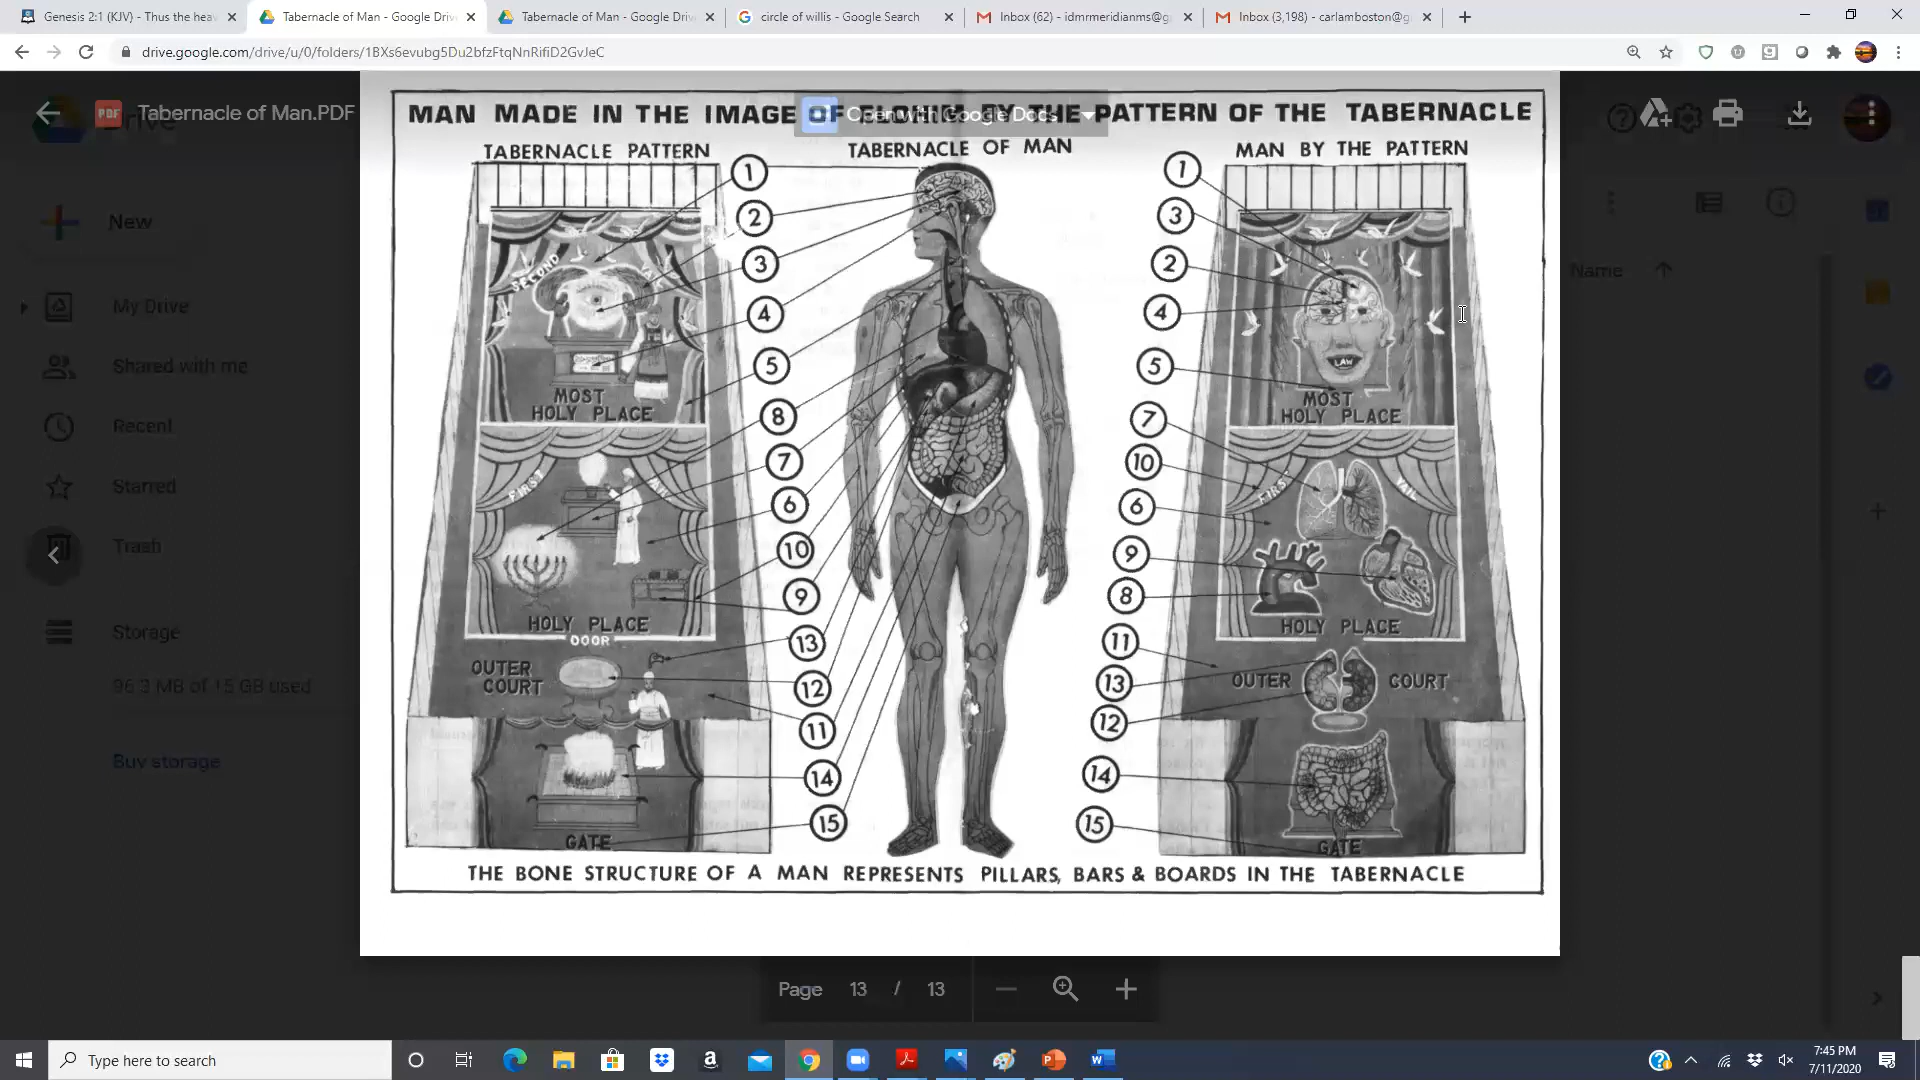 Genesis 2:1 (KJV) - Thus the hea
Tabernacle of Man - Google Driv
Tabernacle of Man - Google Driv
circle of willis - Google Search
Inbox (62) - idmrmeridianms@g
Inbox (3,198) - carlamboston@g
drive.google.com/drive/u/0/folders/1BXs6evubg5Du2bfzFtqNnRifiD2GvJeC
PDF
Tabernacle of Man.PDF
Drive
Open with Google Docs
New
My Drive
Shared with me
Recent
Starred
Trash
Storage
96.3 MB of 15 GB used
Buy storage
Name
MAN MADE IN THE IMAGE OF ELOHIM BY THE PATTERN OF THE TABERNACLE
TABERNACLE PATTERN
TABERNACLE OF MAN
MAN BY THE PATTERN
SECOND VAIL
MOST
HOLY PLACE
FIRST VAIL
HOLY PLACE
DOOR
OUTER
COURT
GATE
1
2
3
4
5
8
7
6
10
9
13
12
11
14
15
1
3
2
4
5
7
10
6
9
8
11
13
12
14
15
LAW
MOST
HOLY PLACE
FIRST VAIL
HOLY PLACE
OUTER COURT
GATE
THE BONE STRUCTURE OF A MAN REPRESENTS PILLARS, BARS & BOARDS IN THE TABERNACLE
Page 13 / 13
Type here to search
7:45 PM
7/11/2020